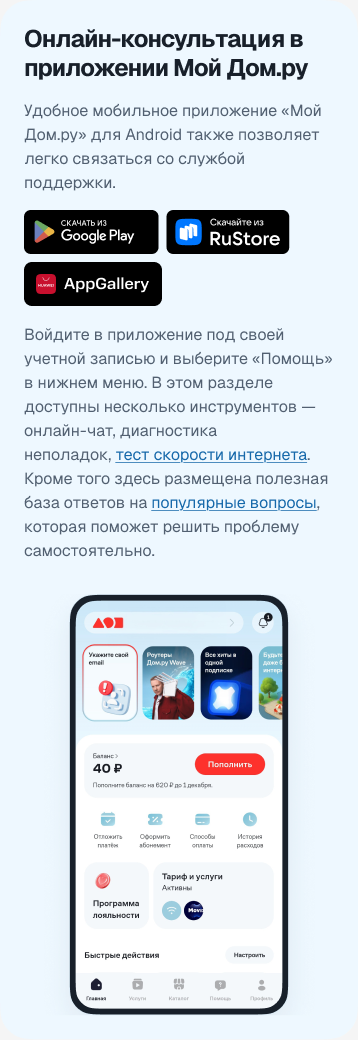 Онлайн-консультация в
приложении Мой Дом.ру
Удобное мобильное приложение «Мой
Дом.ру» для Android также позволяет
легко связаться со службой
поддержки.
СКАЧАТЬ ИЗ
Google Play
Скачайте из
RuStore
HUAWEI
AppGallery
Войдите в приложение под своей
учетной записью и выберите «Помощь»
в нижнем меню. В этом разделе
доступны несколько инструментов —
онлайн-чат, диагностика
неполадок, тест скорости интернета.
Кроме того здесь размещена полезная
база ответов на популярные вопросы,
которая поможет решить проблему
самостоятельно.
1
Укажите свой
email
Роутеры
Дом.ру Wave
Все хиты в
одной
подписке
Баланс >
40 ₽
Пополнить
Пополните баланс на 620 ₽ до 1 декабря.
Отложить
платёж
Оформить
абонемент
Способы
оплаты
История
расходов
Программа
лояльности
Тариф и услуги
Активны
Movix
Быстрые действия
Настроить
Главная
Услуги
Каталог
Помощь
Профиль